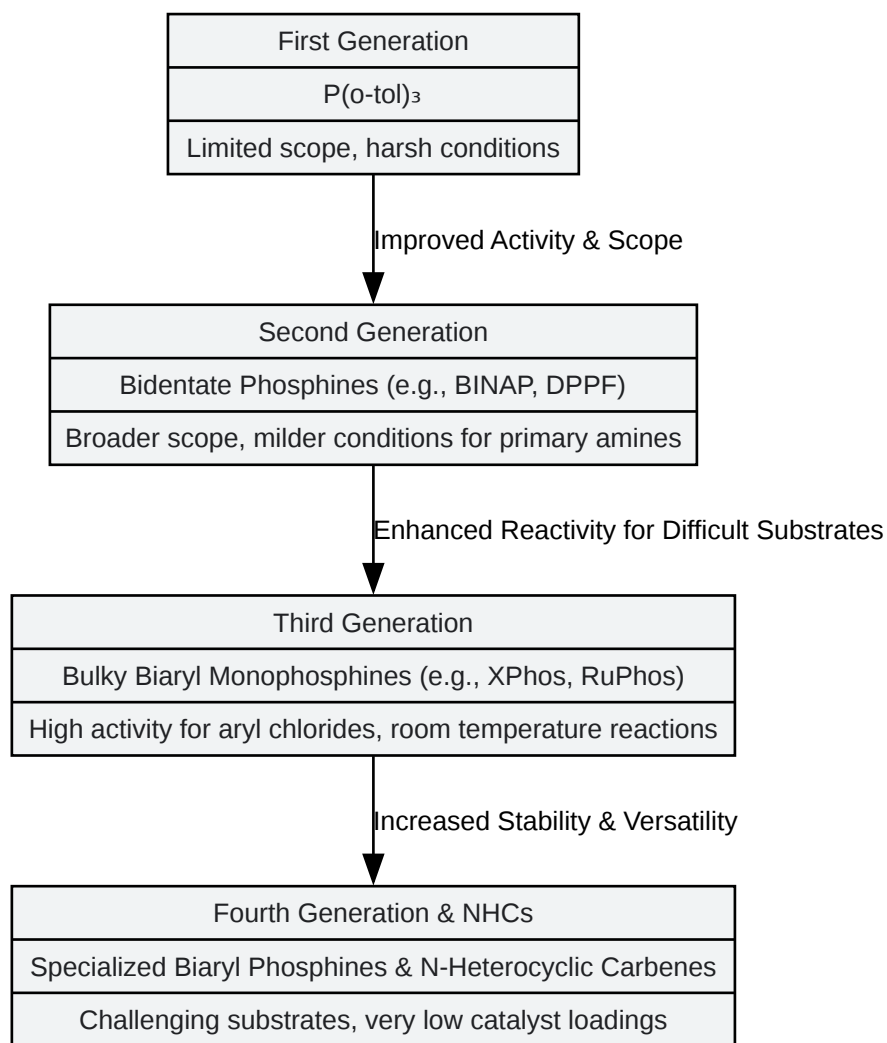 First Generation
P(o-tol)₃
Limited scope, harsh conditions
Improved Activity & Scope
Second Generation
Bidentate Phosphines (e.g., BINAP, DPPF)
Broader scope, milder conditions for primary amines
Enhanced Reactivity for Difficult Substrates
Third Generation
Bulky Biaryl Monophosphines (e.g., XPhos, RuPhos)
High activity for aryl chlorides, room temperature reactions
Increased Stability & Versatility
Fourth Generation & NHCs
Specialized Biaryl Phosphines & N-Heterocyclic Carbenes
Challenging substrates, very low catalyst loadings